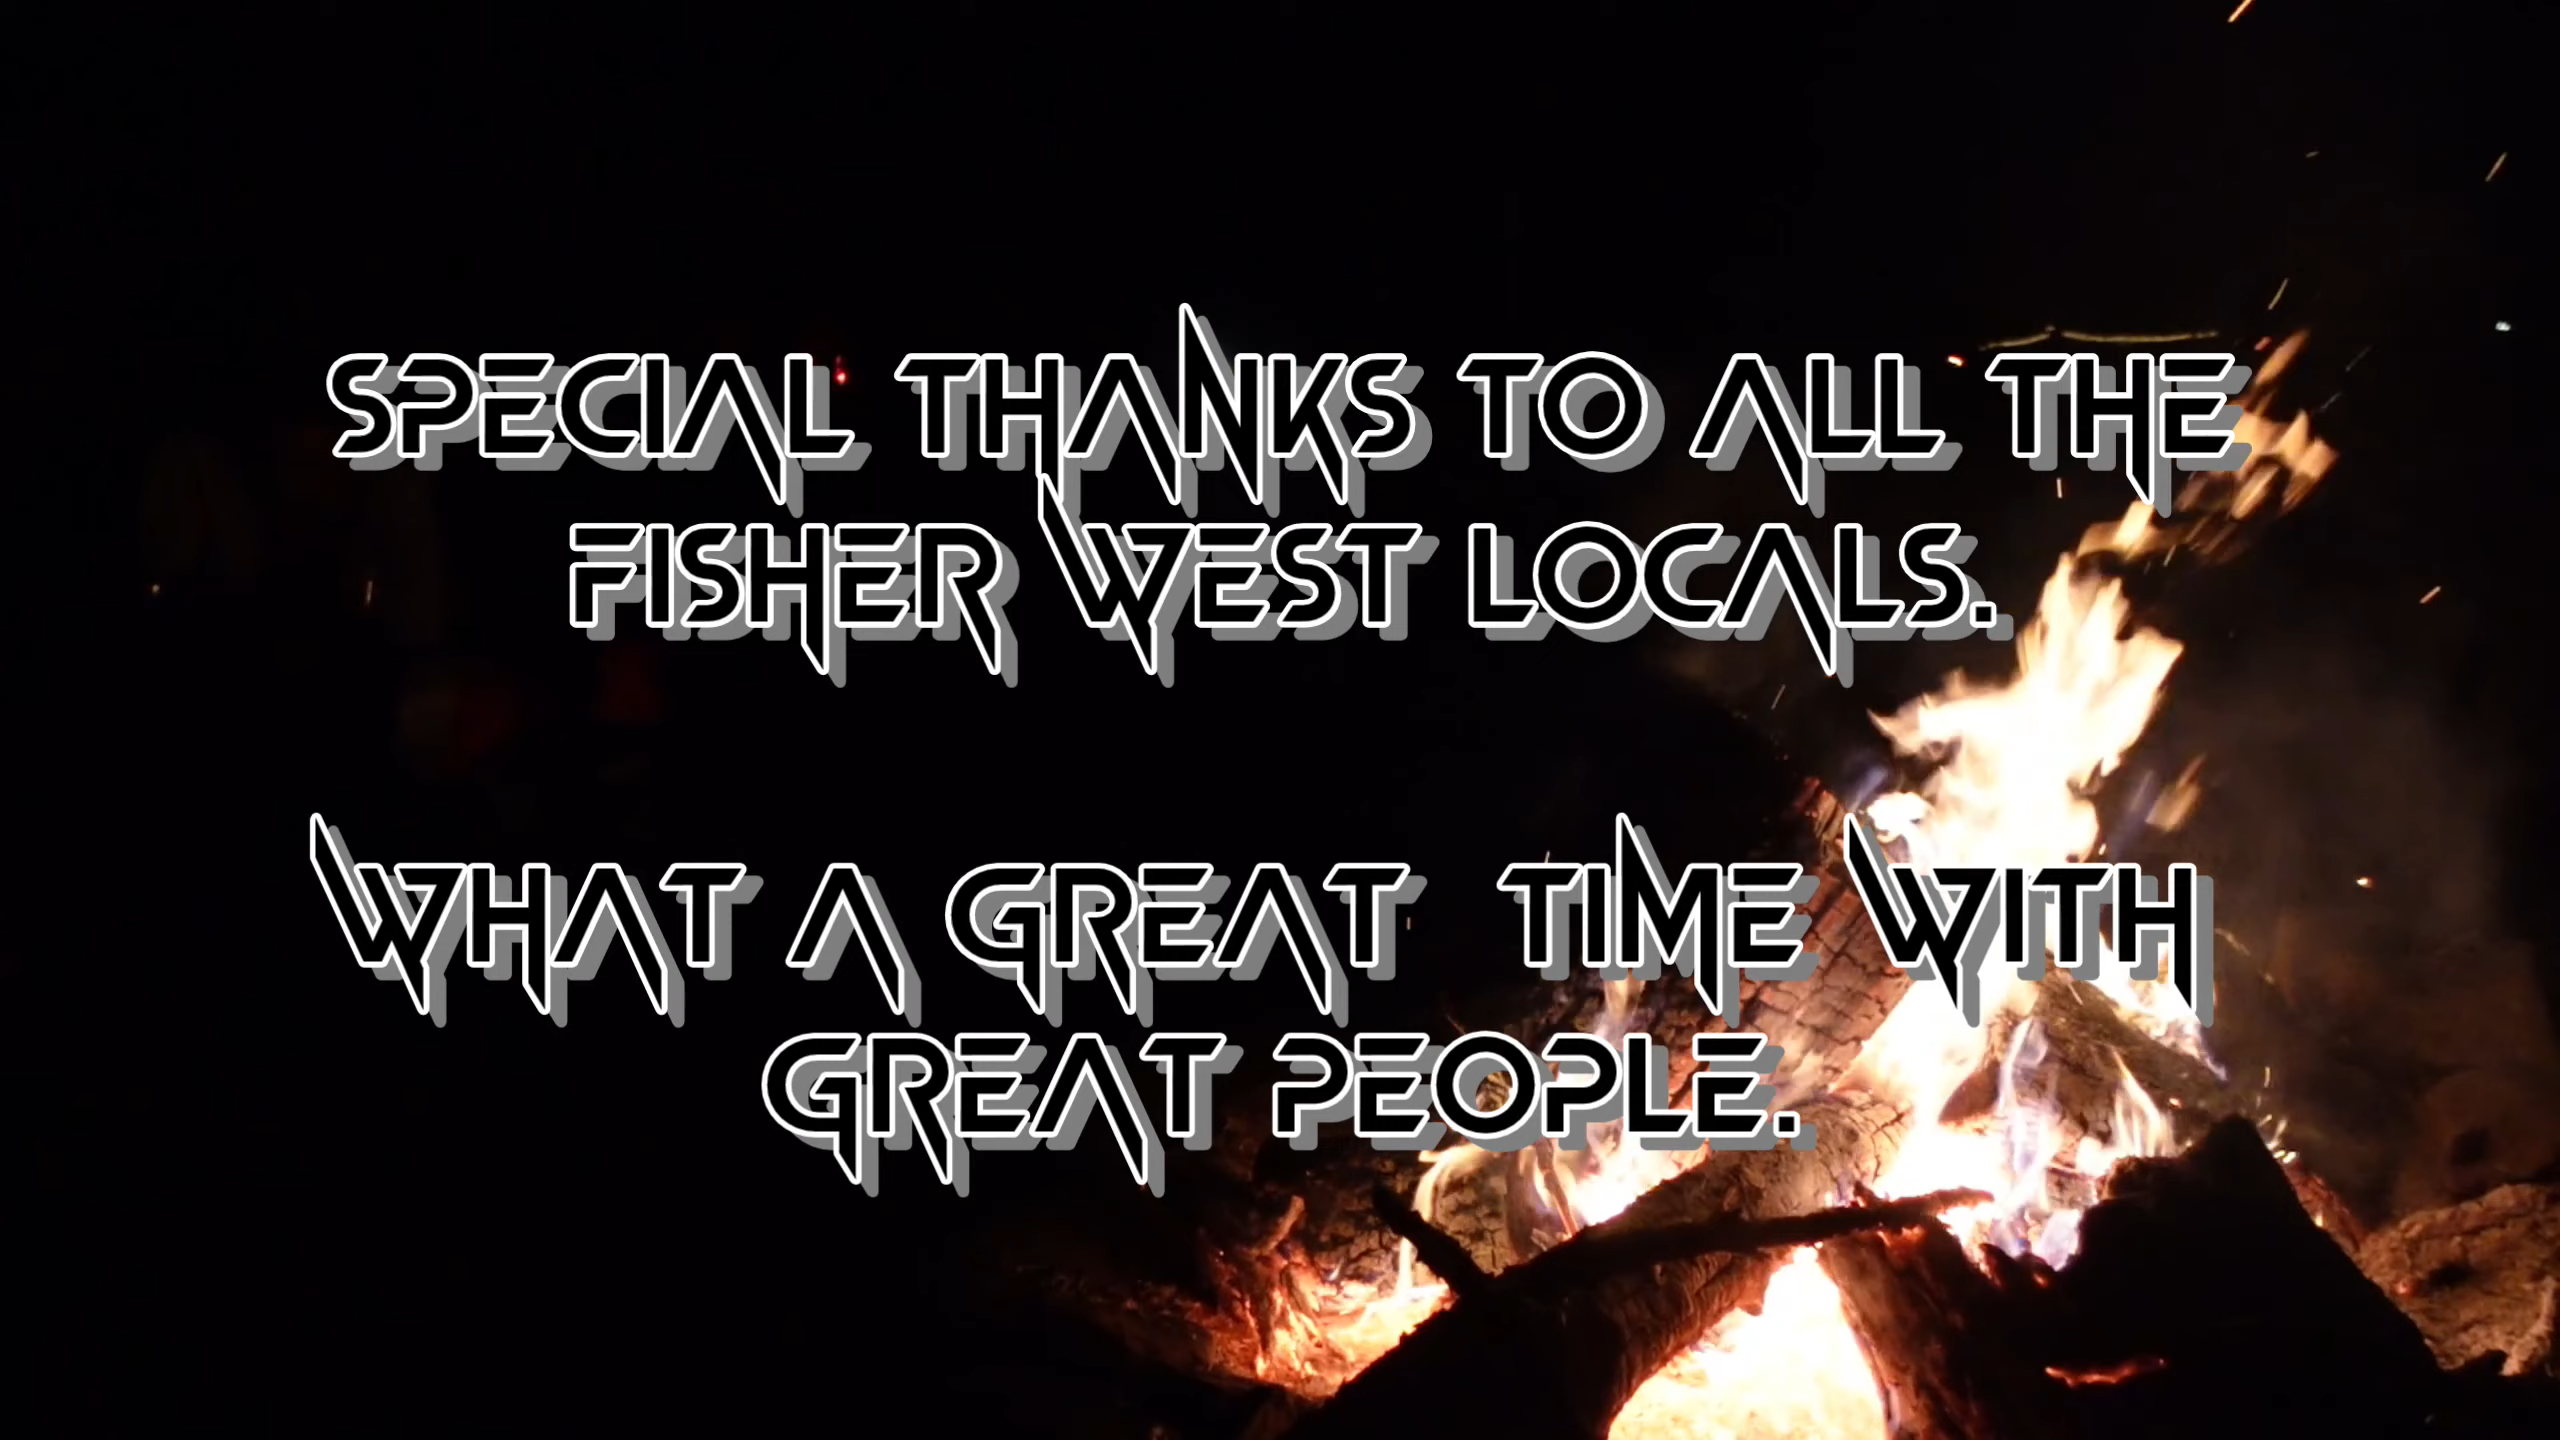 SPECIAL THANKS TO ALL THE
FISHER WEST LOCALS.
WHAT A GREAT TIME WITH
GREAT PEOPLE.